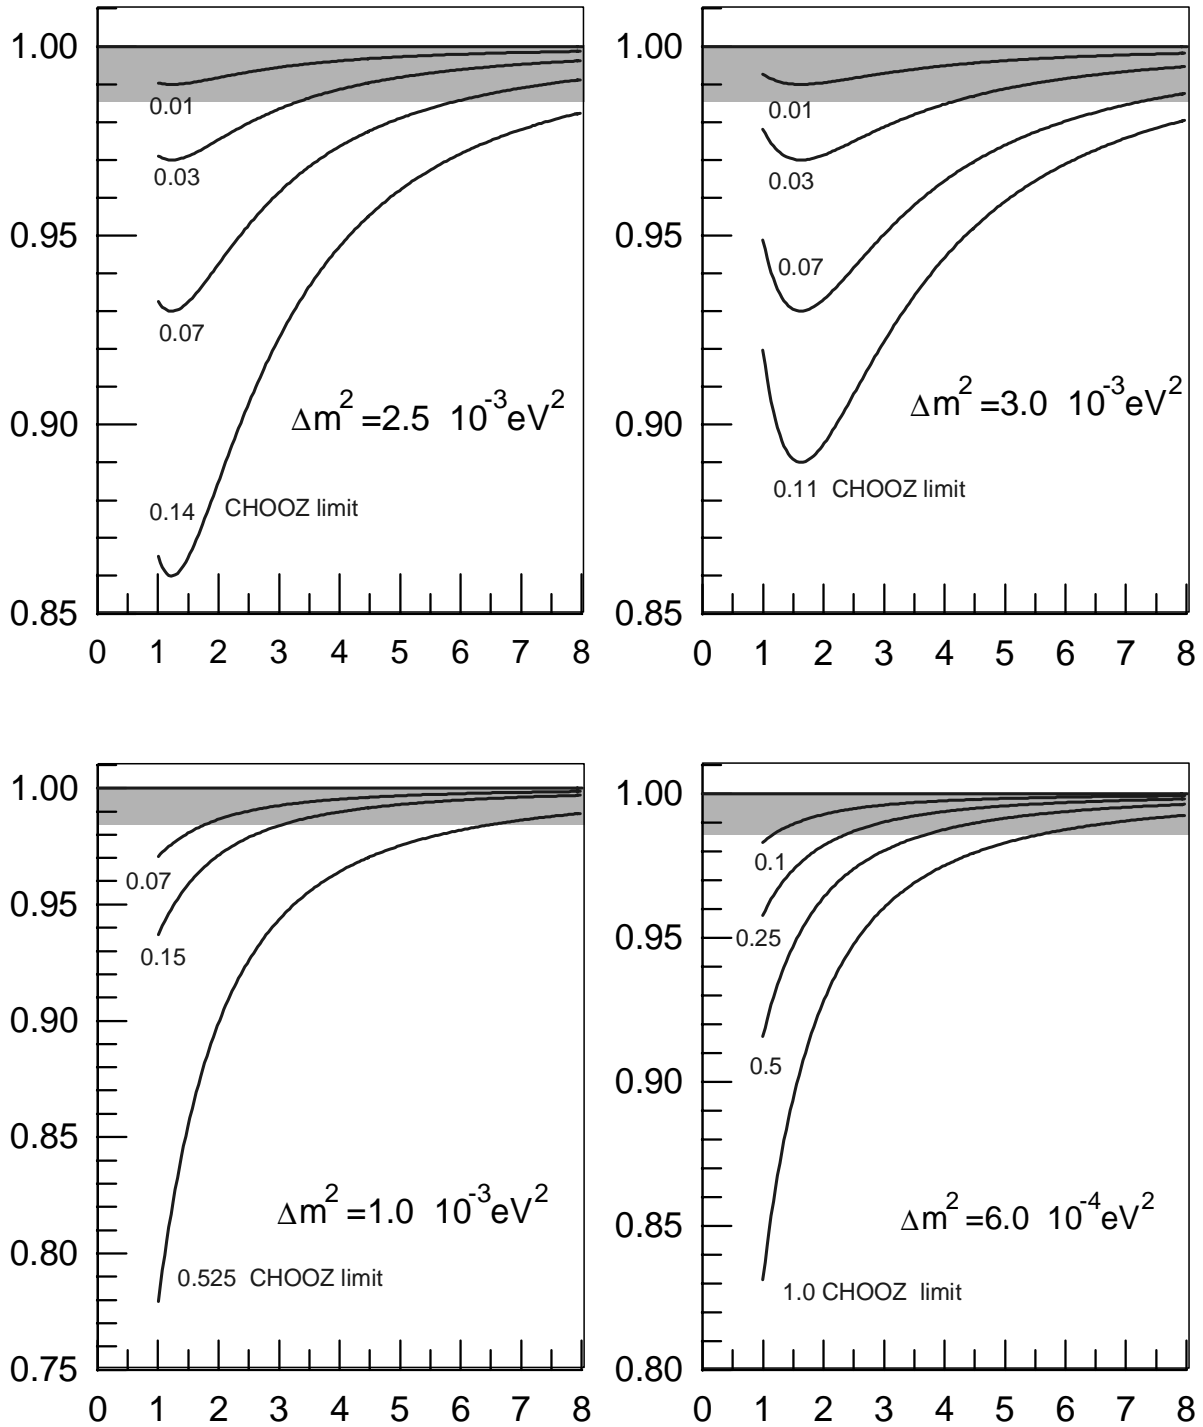 1.00
0.95
0.90
0.85
0.01
0.03
0.07
0.14 CHOOZ limit
Δm² =2.5 10⁻³eV²
0 1 2 3 4 5 6 7 8
1.00
0.95
0.90
0.85
0.01
0.03
0.07
0.11 CHOOZ limit
Δm² =3.0 10⁻³eV²
0 1 2 3 4 5 6 7 8
1.00
0.95
0.90
0.85
0.80
0.75
0.07
0.15
Δm² =1.0 10⁻³eV²
0.525 CHOOZ limit
0 1 2 3 4 5 6 7 8
1.00
0.95
0.90
0.85
0.80
0.1
0.25
0.5
Δm² =6.0 10⁻⁴eV²
1.0 CHOOZ limit
0 1 2 3 4 5 6 7 8